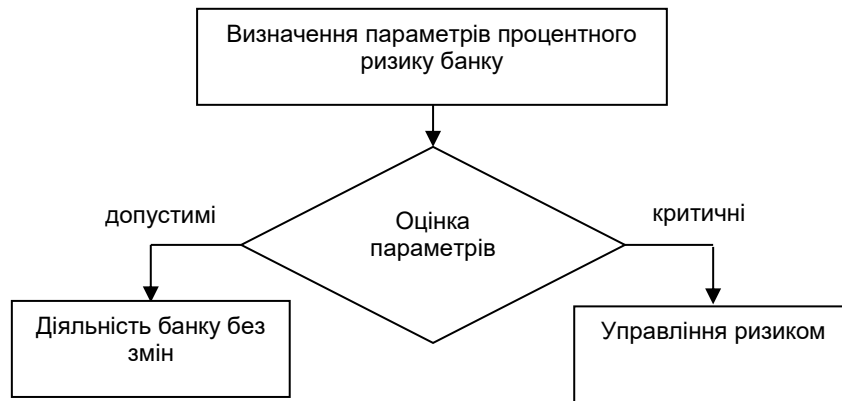 Визначення параметрів процентного
ризику банку
допустимі
Оцінка
параметрів
критичні
Діяльність банку без
змін
Управління ризиком